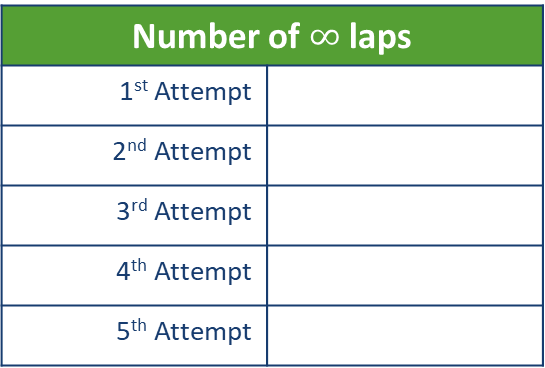 Number of ∞ laps
1st Attempt
2nd Attempt
3rd Attempt
4th Attempt
5th Attempt